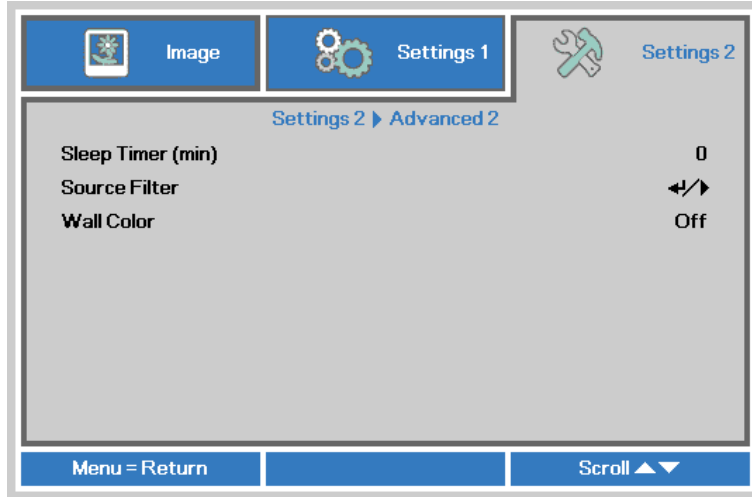 Image Settings 1 Settings 2
Settings 2 ▶ Advanced 2
Sleep Timer (min) 0
Source Filter ↵/▶
Wall Color Off
Menu = Return Scroll ▲▼